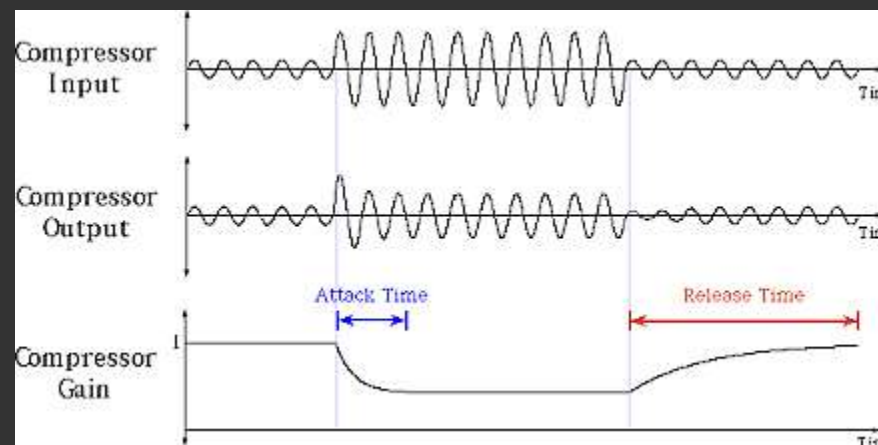 Compressor
Input
Compressor
Output
Attack Time
Release Time
1
Compressor
Gain